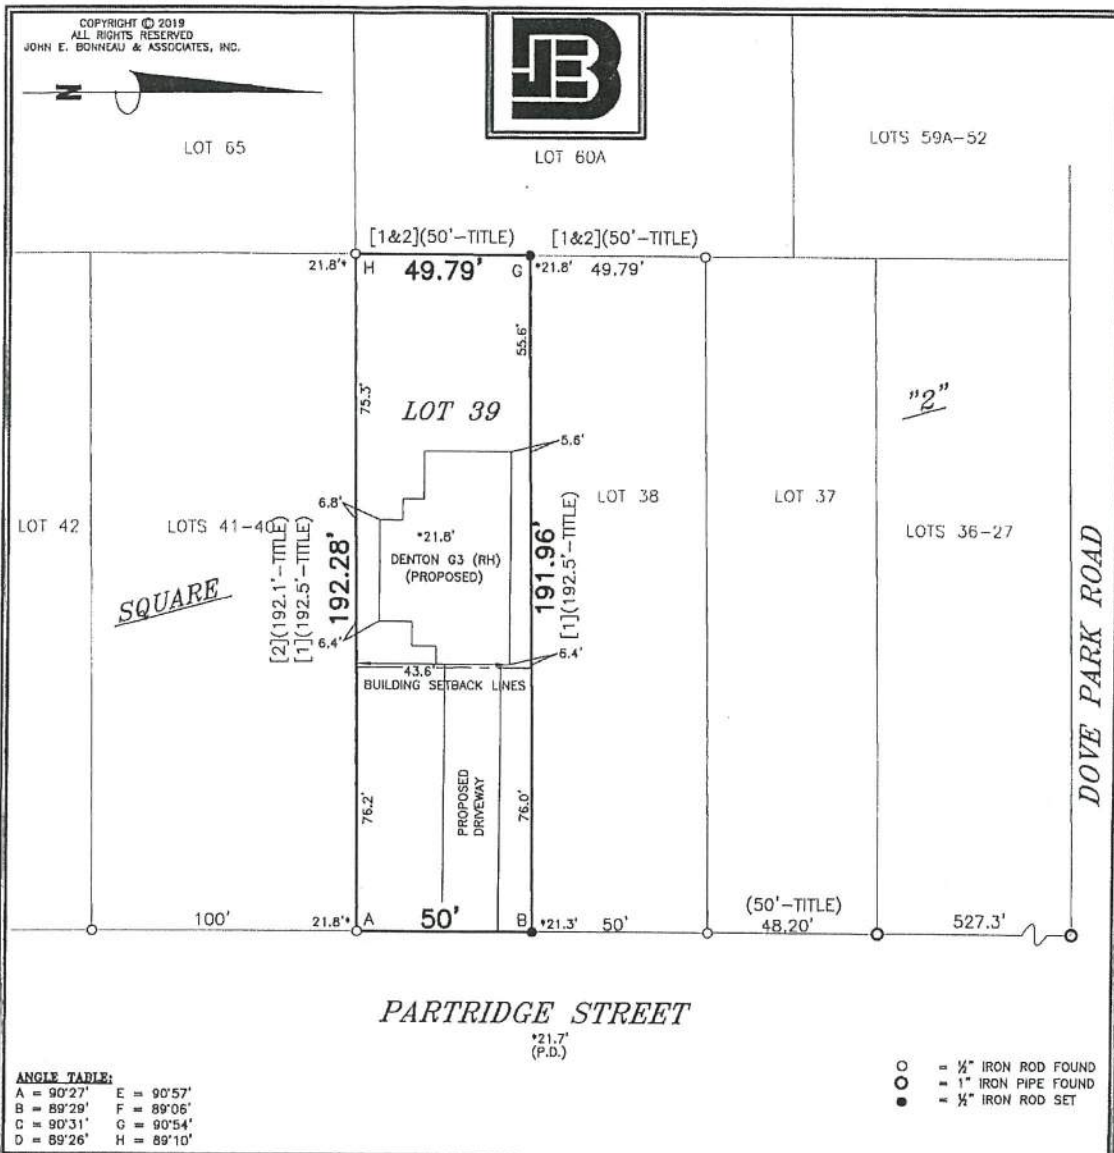 COPYRIGHT © 2019
ALL RIGHTS RESERVED
JOHN E. BONNEAU & ASSOCIATES, INC.
N
JEB
LOT 65
LOT 60A
LOTS 59A-52
[1&2](50'-TITLE)
[1&2](50'-TITLE)
21.8'*
H
49.79'
G
*21.8'
49.79'
55.6'
75.3'
LOT 39
"2"
5.6'
6.8'
LOT 42
LOTS 41-40
LOT 38
LOT 37
LOTS 36-27
*21.8'
DENTON G3 (RH)
(PROPOSED)
[2](192.1'-TITLE)
[1](192.5'-TITLE)
192.28'
191.96'
[1](192.5'-TITLE)
SQUARE
6.4'
6.4'
43.6'
BUILDING SETBACK LINES
DOVE PARK ROAD
76.2'
PROPOSED
DRIVEWAY
76.0'
100'
21.8'*
A
50'
B
*21.3'
50'
(50'-TITLE)
48.20'
527.3'
PARTRIDGE STREET
*21.7'
(P.D.)
ANGLE TABLE:
A = 90°27' E = 90°57'
B = 89°29' F = 89°06'
C = 90°31' G = 90°54'
D = 89°26' H = 89°10'
= ½" IRON ROD FOUND
= 1" IRON PIPE FOUND
= ½" IRON ROD SET